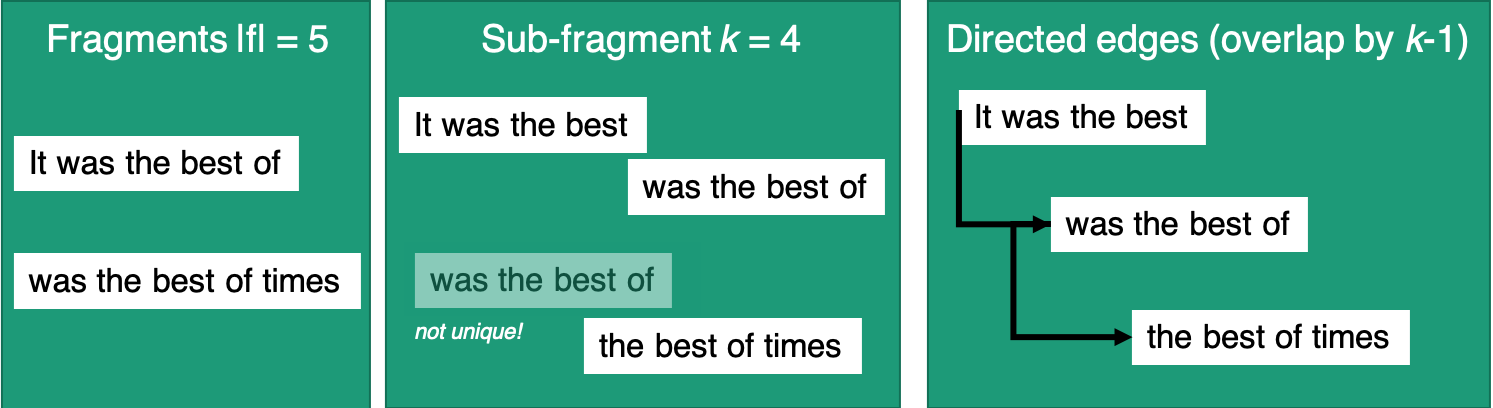 Fragments |f| = 5
It was the best of
was the best of times
Sub-fragment k = 4
It was the best
was the best of
was the best of
not unique!
the best of times
Directed edges (overlap by k-1)
It was the best
was the best of
the best of times